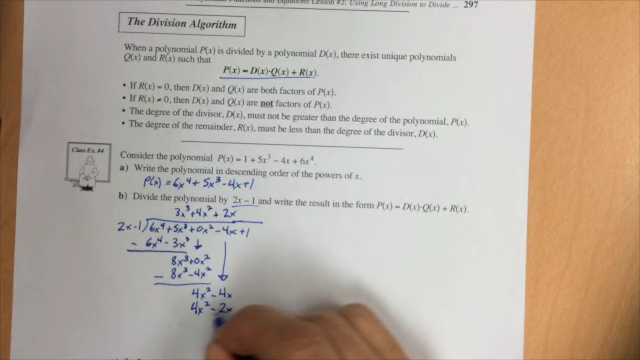 Functions and Equations Lesson #2: Using Long Division to Divide ... 297
The Division Algorithm
When a polynomial P(x) is divided by a polynomial D(x), there exist unique polynomials
Q(x) and R(x) such that
P(x) = D(x)·Q(x) + R(x).
• If R(x) = 0, then D(x) and Q(x) are both factors of P(x).
• If R(x) ≠ 0, then D(x) and Q(x) are not factors of P(x).
• The degree of the divisor, D(x), must not be greater than the degree of the polynomial, P(x).
• The degree of the remainder, R(x), must be less than the degree of the divisor, D(x).
Class Ex. #4
Consider the polynomial P(x) = 1 + 5x³ − 4x + 6x⁴.
a) Write the polynomial in descending order of the powers of x.
P(x) = 6x⁴ + 5x³ − 4x + 1
b) Divide the polynomial by 2x − 1 and write the result in the form P(x) = D(x)·Q(x) + R(x).
3x³ + 4x² + 2x
2x − 1 6x⁴ + 5x³ + 0x² − 4x + 1
− 6x⁴ − 3x³
8x³ + 0x²
− 8x³ − 4x²
4x² − 4x
4x² − 2x